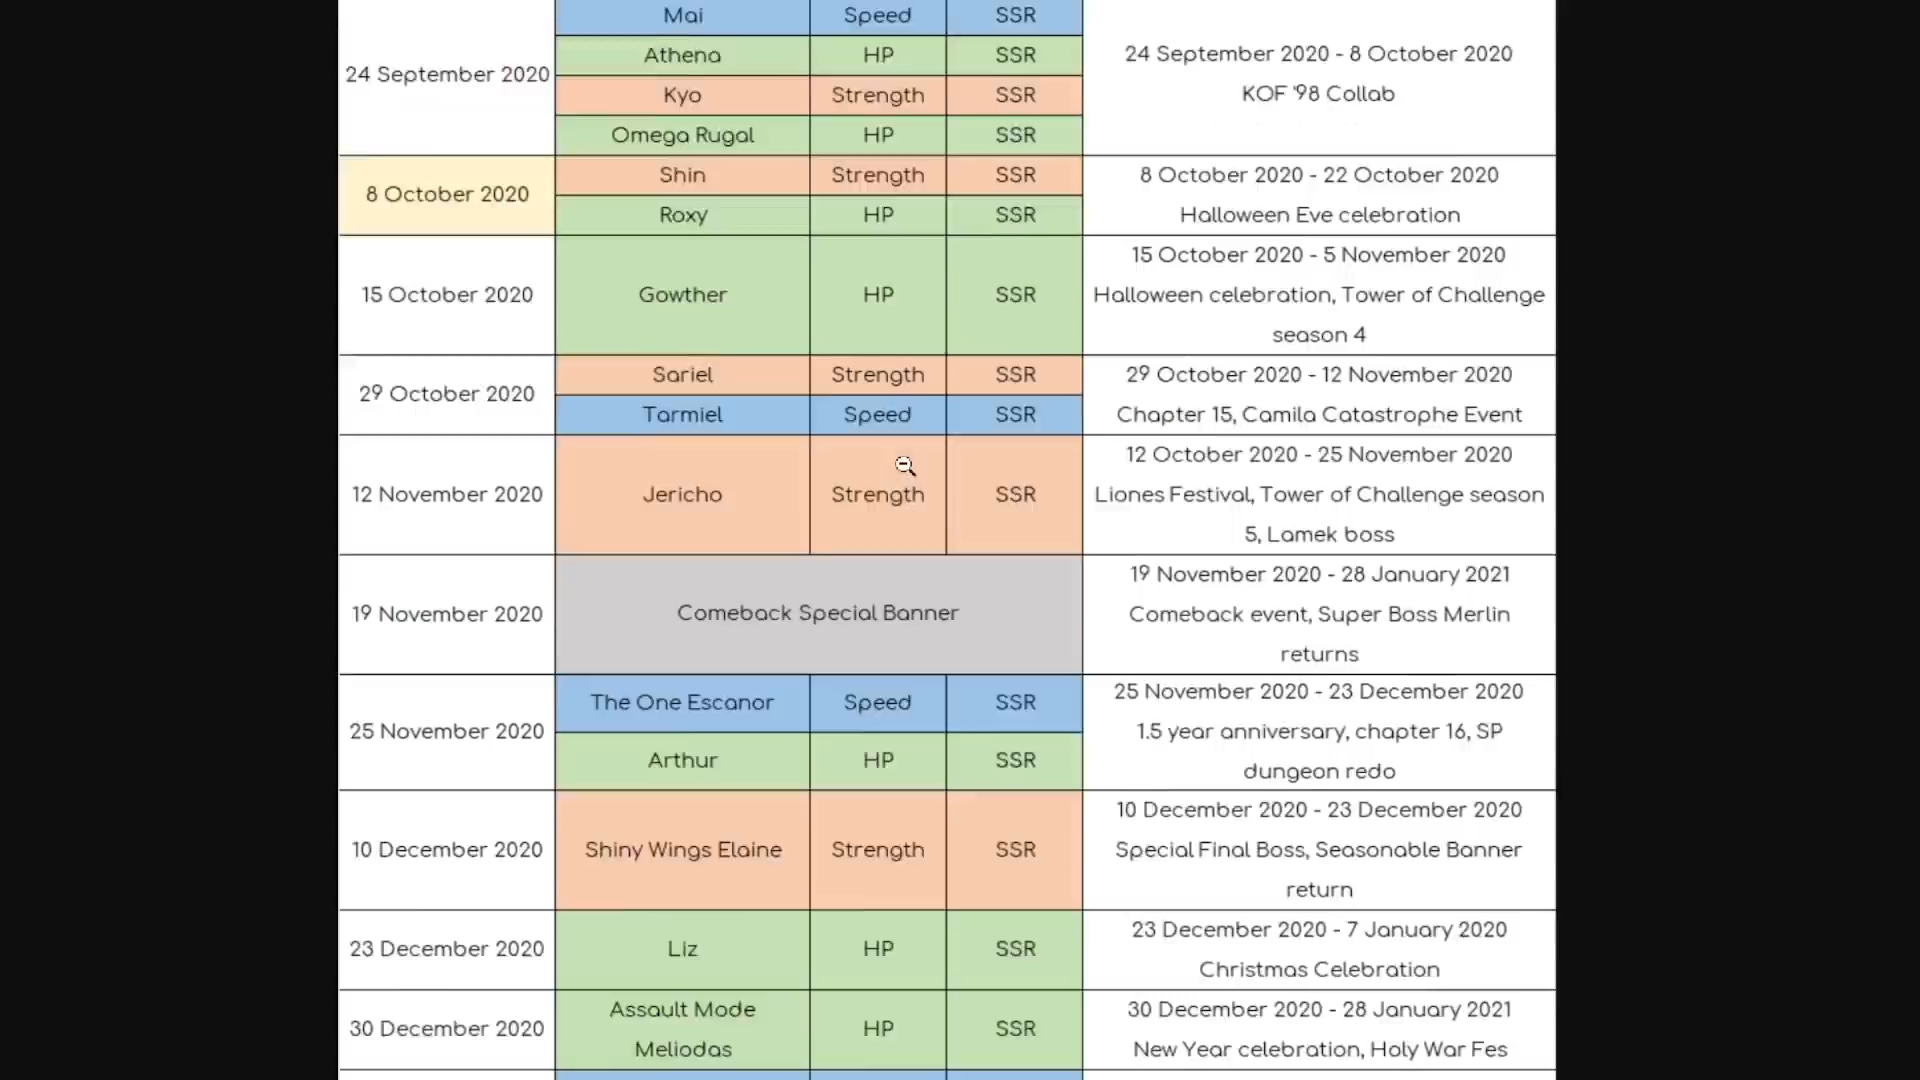 Mai Speed SSR
24 September 2020
Athena HP SSR
Kyo Strength SSR
Omega Rugal HP SSR
24 September 2020 - 8 October 2020
KOF '98 Collab
8 October 2020
Shin Strength SSR
Roxy HP SSR
8 October 2020 - 22 October 2020
Halloween Eve celebration
15 October 2020
Gowther HP SSR
15 October 2020 - 5 November 2020
Halloween celebration, Tower of Challenge
season 4
29 October 2020
Sariel Strength SSR
Tarmiel Speed SSR
29 October 2020 - 12 November 2020
Chapter 15, Camila Catastrophe Event
12 November 2020
Jericho Strength SSR
12 October 2020 - 25 November 2020
Liones Festival, Tower of Challenge season
5, Lamek boss
19 November 2020
Comeback Special Banner
19 November 2020 - 28 January 2021
Comeback event, Super Boss Merlin
returns
25 November 2020
The One Escanor Speed SSR
Arthur HP SSR
25 November 2020 - 23 December 2020
1.5 year anniversary, chapter 16, SP
dungeon redo
10 December 2020
Shiny Wings Elaine Strength SSR
10 December 2020 - 23 December 2020
Special Final Boss, Seasonable Banner
return
23 December 2020
Liz HP SSR
23 December 2020 - 7 January 2020
Christmas Celebration
30 December 2020
Assault Mode
Meliodas
HP SSR
30 December 2020 - 28 January 2021
New Year celebration, Holy War Fes